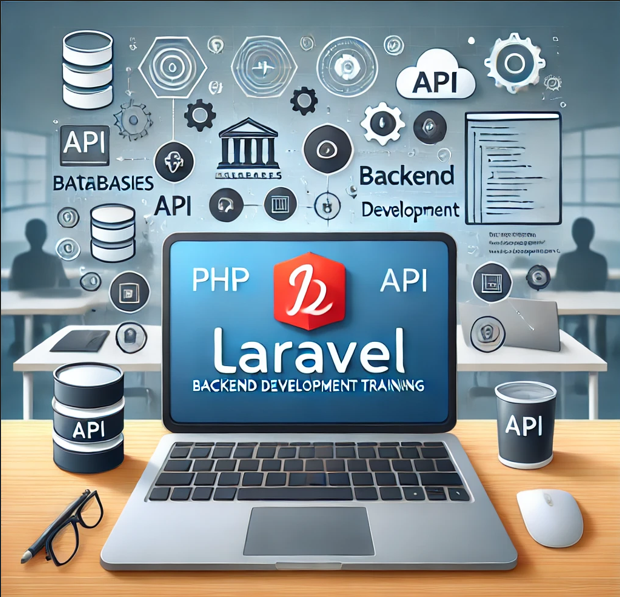 API
API
BATABASIES
API
Backend
Development
PHP
API
Laravel
BACKEND DEVELOPMENT TRAINING
API
API